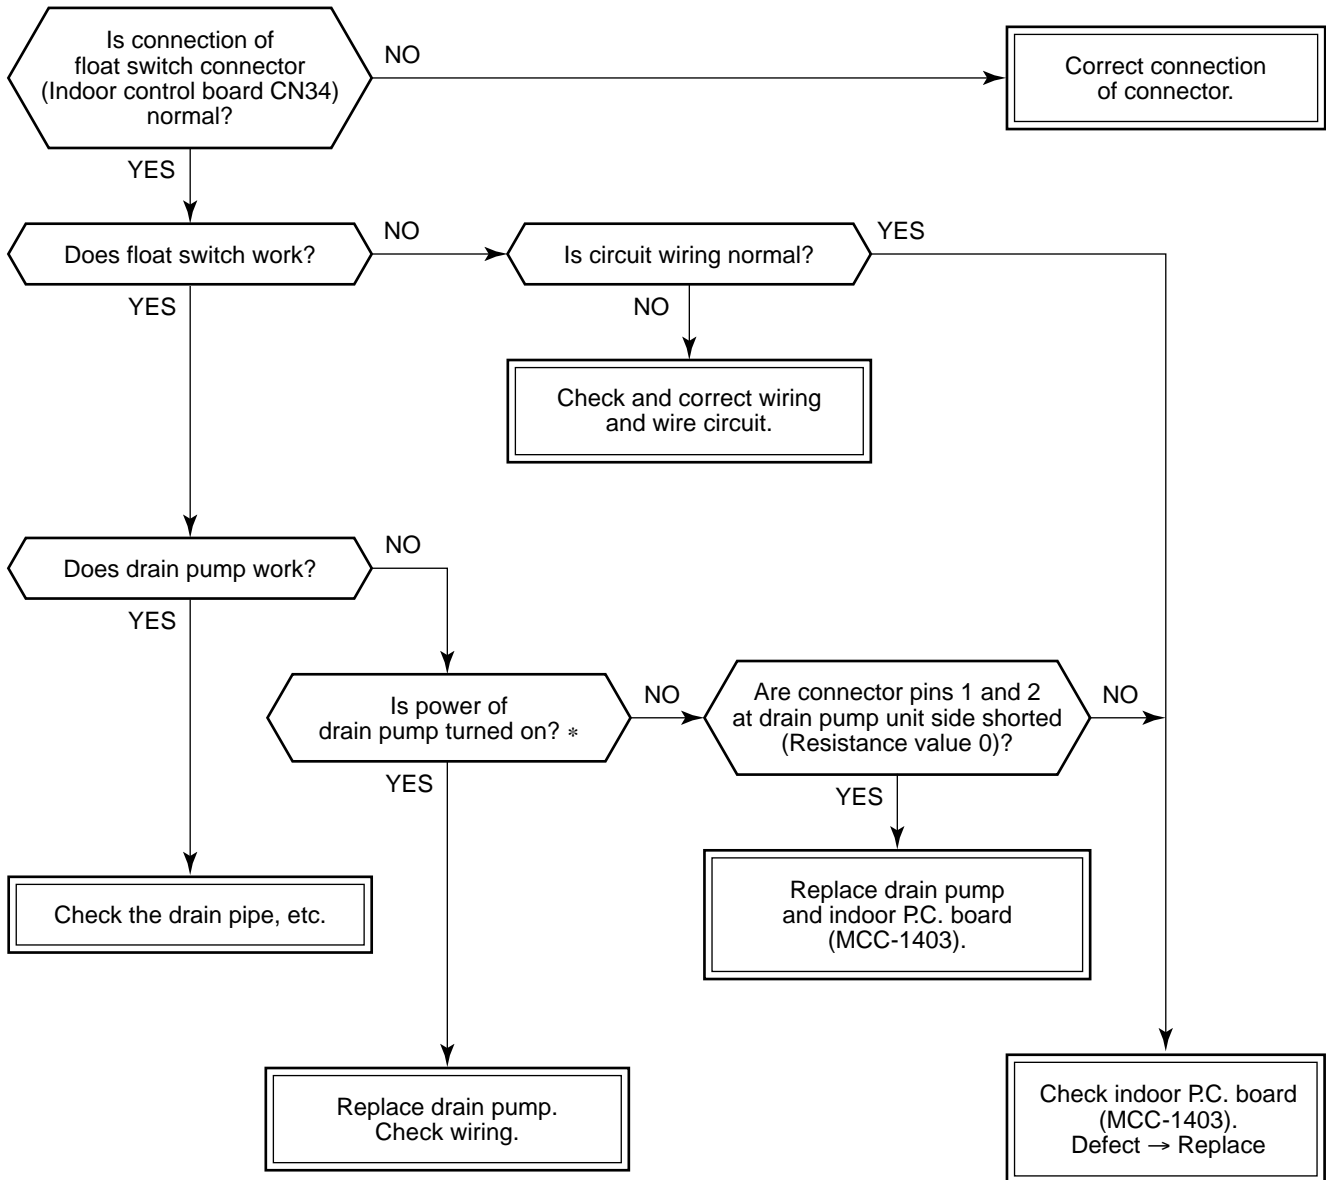 Is connection of
float switch connector
(Indoor control board CN34)
normal?
NO
Correct connection
of connector.
YES
Does float switch work?
NO
Is circuit wiring normal?
YES
YES
NO
Check and correct wiring
and wire circuit.
Does drain pump work?
NO
YES
Is power of
drain pump turned on? *
NO
Are connector pins 1 and 2
at drain pump unit side shorted
(Resistance value 0)?
NO
YES
YES
Check the drain pipe, etc.
Replace drain pump
and indoor P.C. board
(MCC-1403).
Replace drain pump.
Check wiring.
Check indoor P.C. board
(MCC-1403).
Defect → Replace